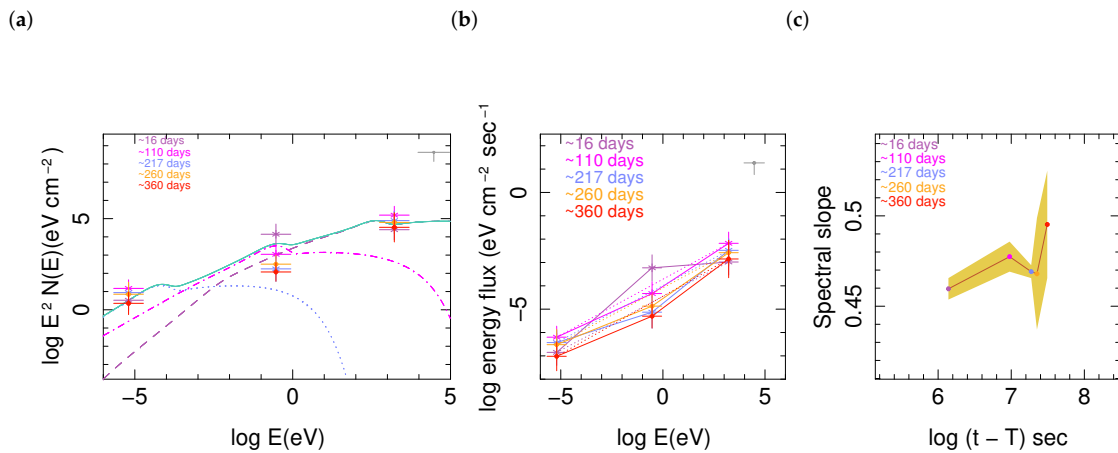 (a)
~16 days
~110 days
~217 days
~260 days
~360 days
log E² N(E)(eV cm⁻²)
0
5
−5
0
5
log E(eV)
(b)
~16 days
~110 days
~217 days
~260 days
~360 days
log energy flux (eV cm⁻² sec⁻¹)
−5
0
−5
0
5
log E(eV)
(c)
~16 days
~110 days
~217 days
~260 days
~360 days
Spectral slope
0.45
0.5
6
7
8
log (t − T) sec